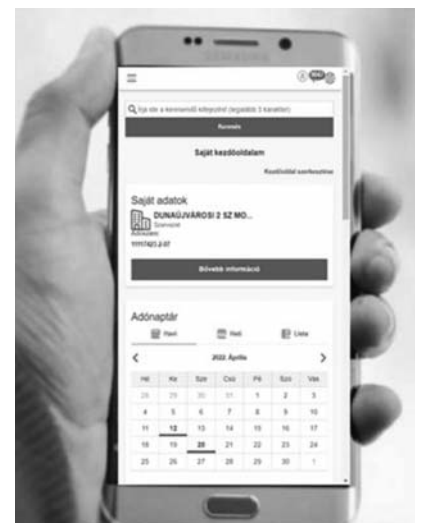 SAMSUNG
Írja ide a keresendő kifejezést (legalább 3 karakter)
Keresés
Saját kezdőoldalam
Kezdőoldal szerkesztése
Saját adatok
DUNAÚJVÁROSI 2 SZ MO...
Szervezet
Adószám:
Bővebb információ
Adónaptár
Havi Heti Lista
2022. Április
Hé Ke Sze Csü Pé Szo Vas
28 29 30 31 1 2 3
4 5 6 7 8 9 10
11 12 13 14 15 16 17
18 19 20 21 22 23 24
25 26 27 28 29 30 1